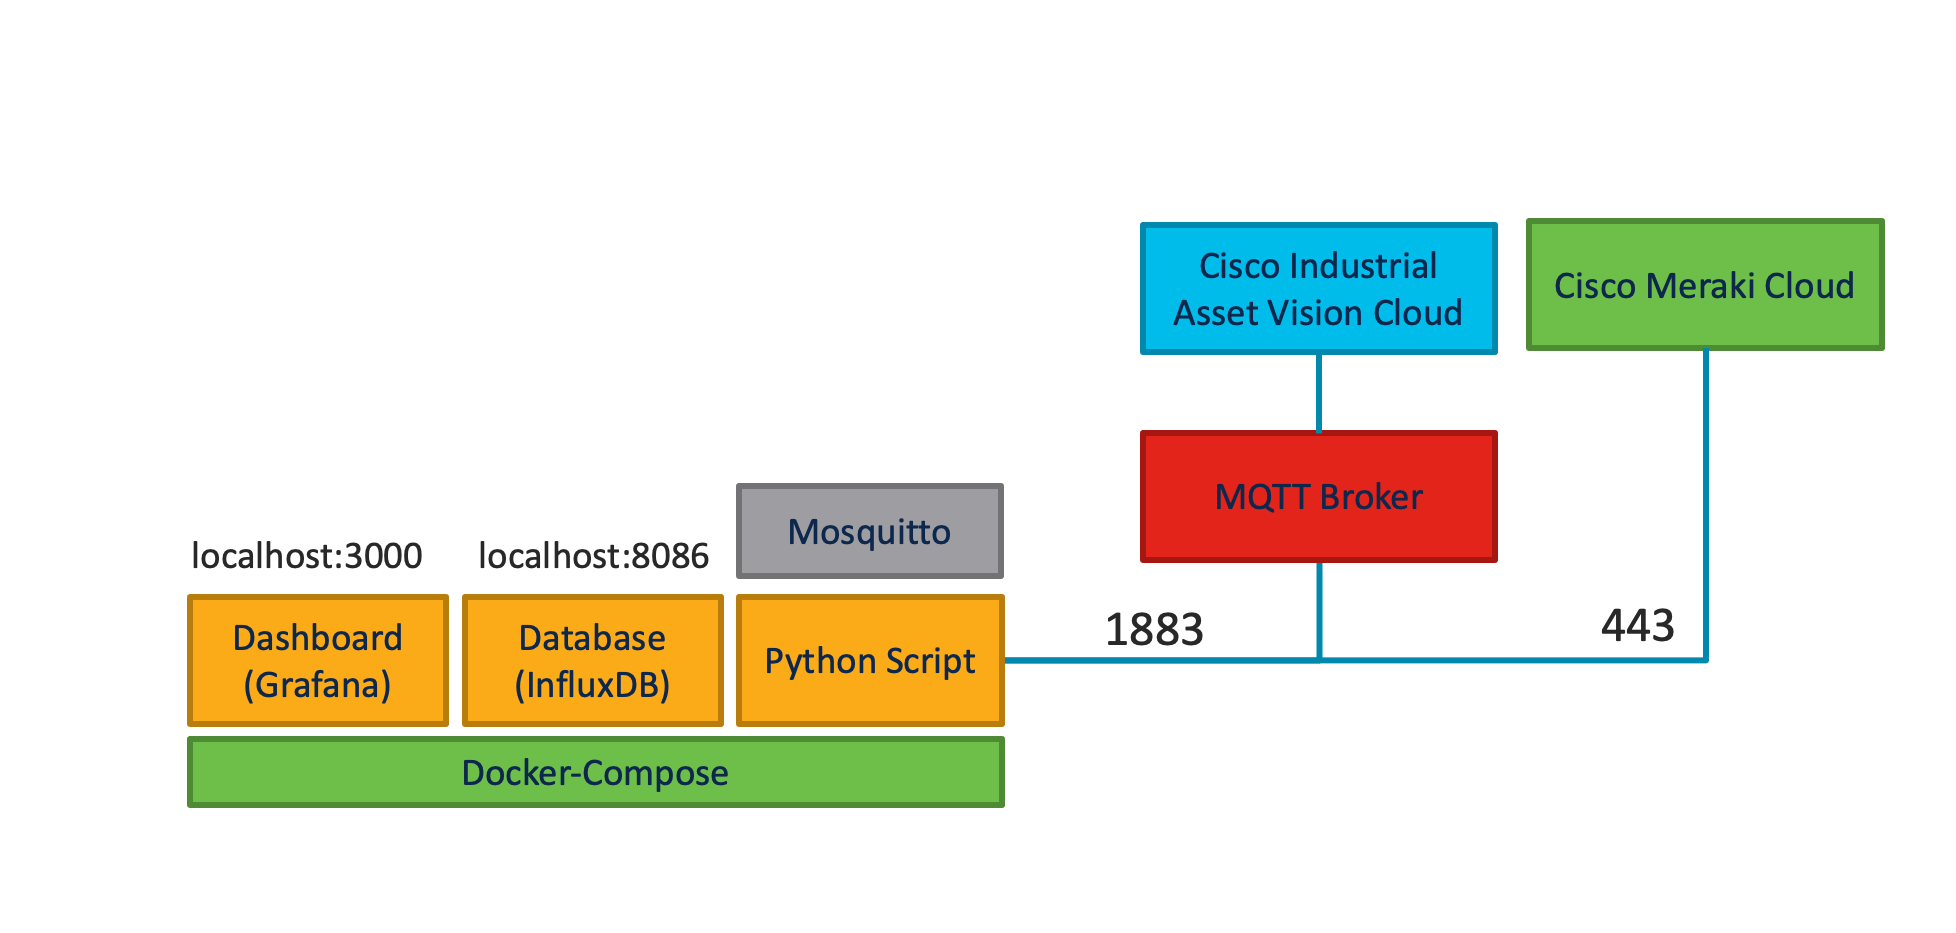 Cisco Industrial
Asset Vision Cloud
Cisco Meraki Cloud
MQTT Broker
Mosquitto
localhost:3000
localhost:8086
Dashboard
(Grafana)
Database
(InfluxDB)
Python Script
1883
443
Docker-Compose